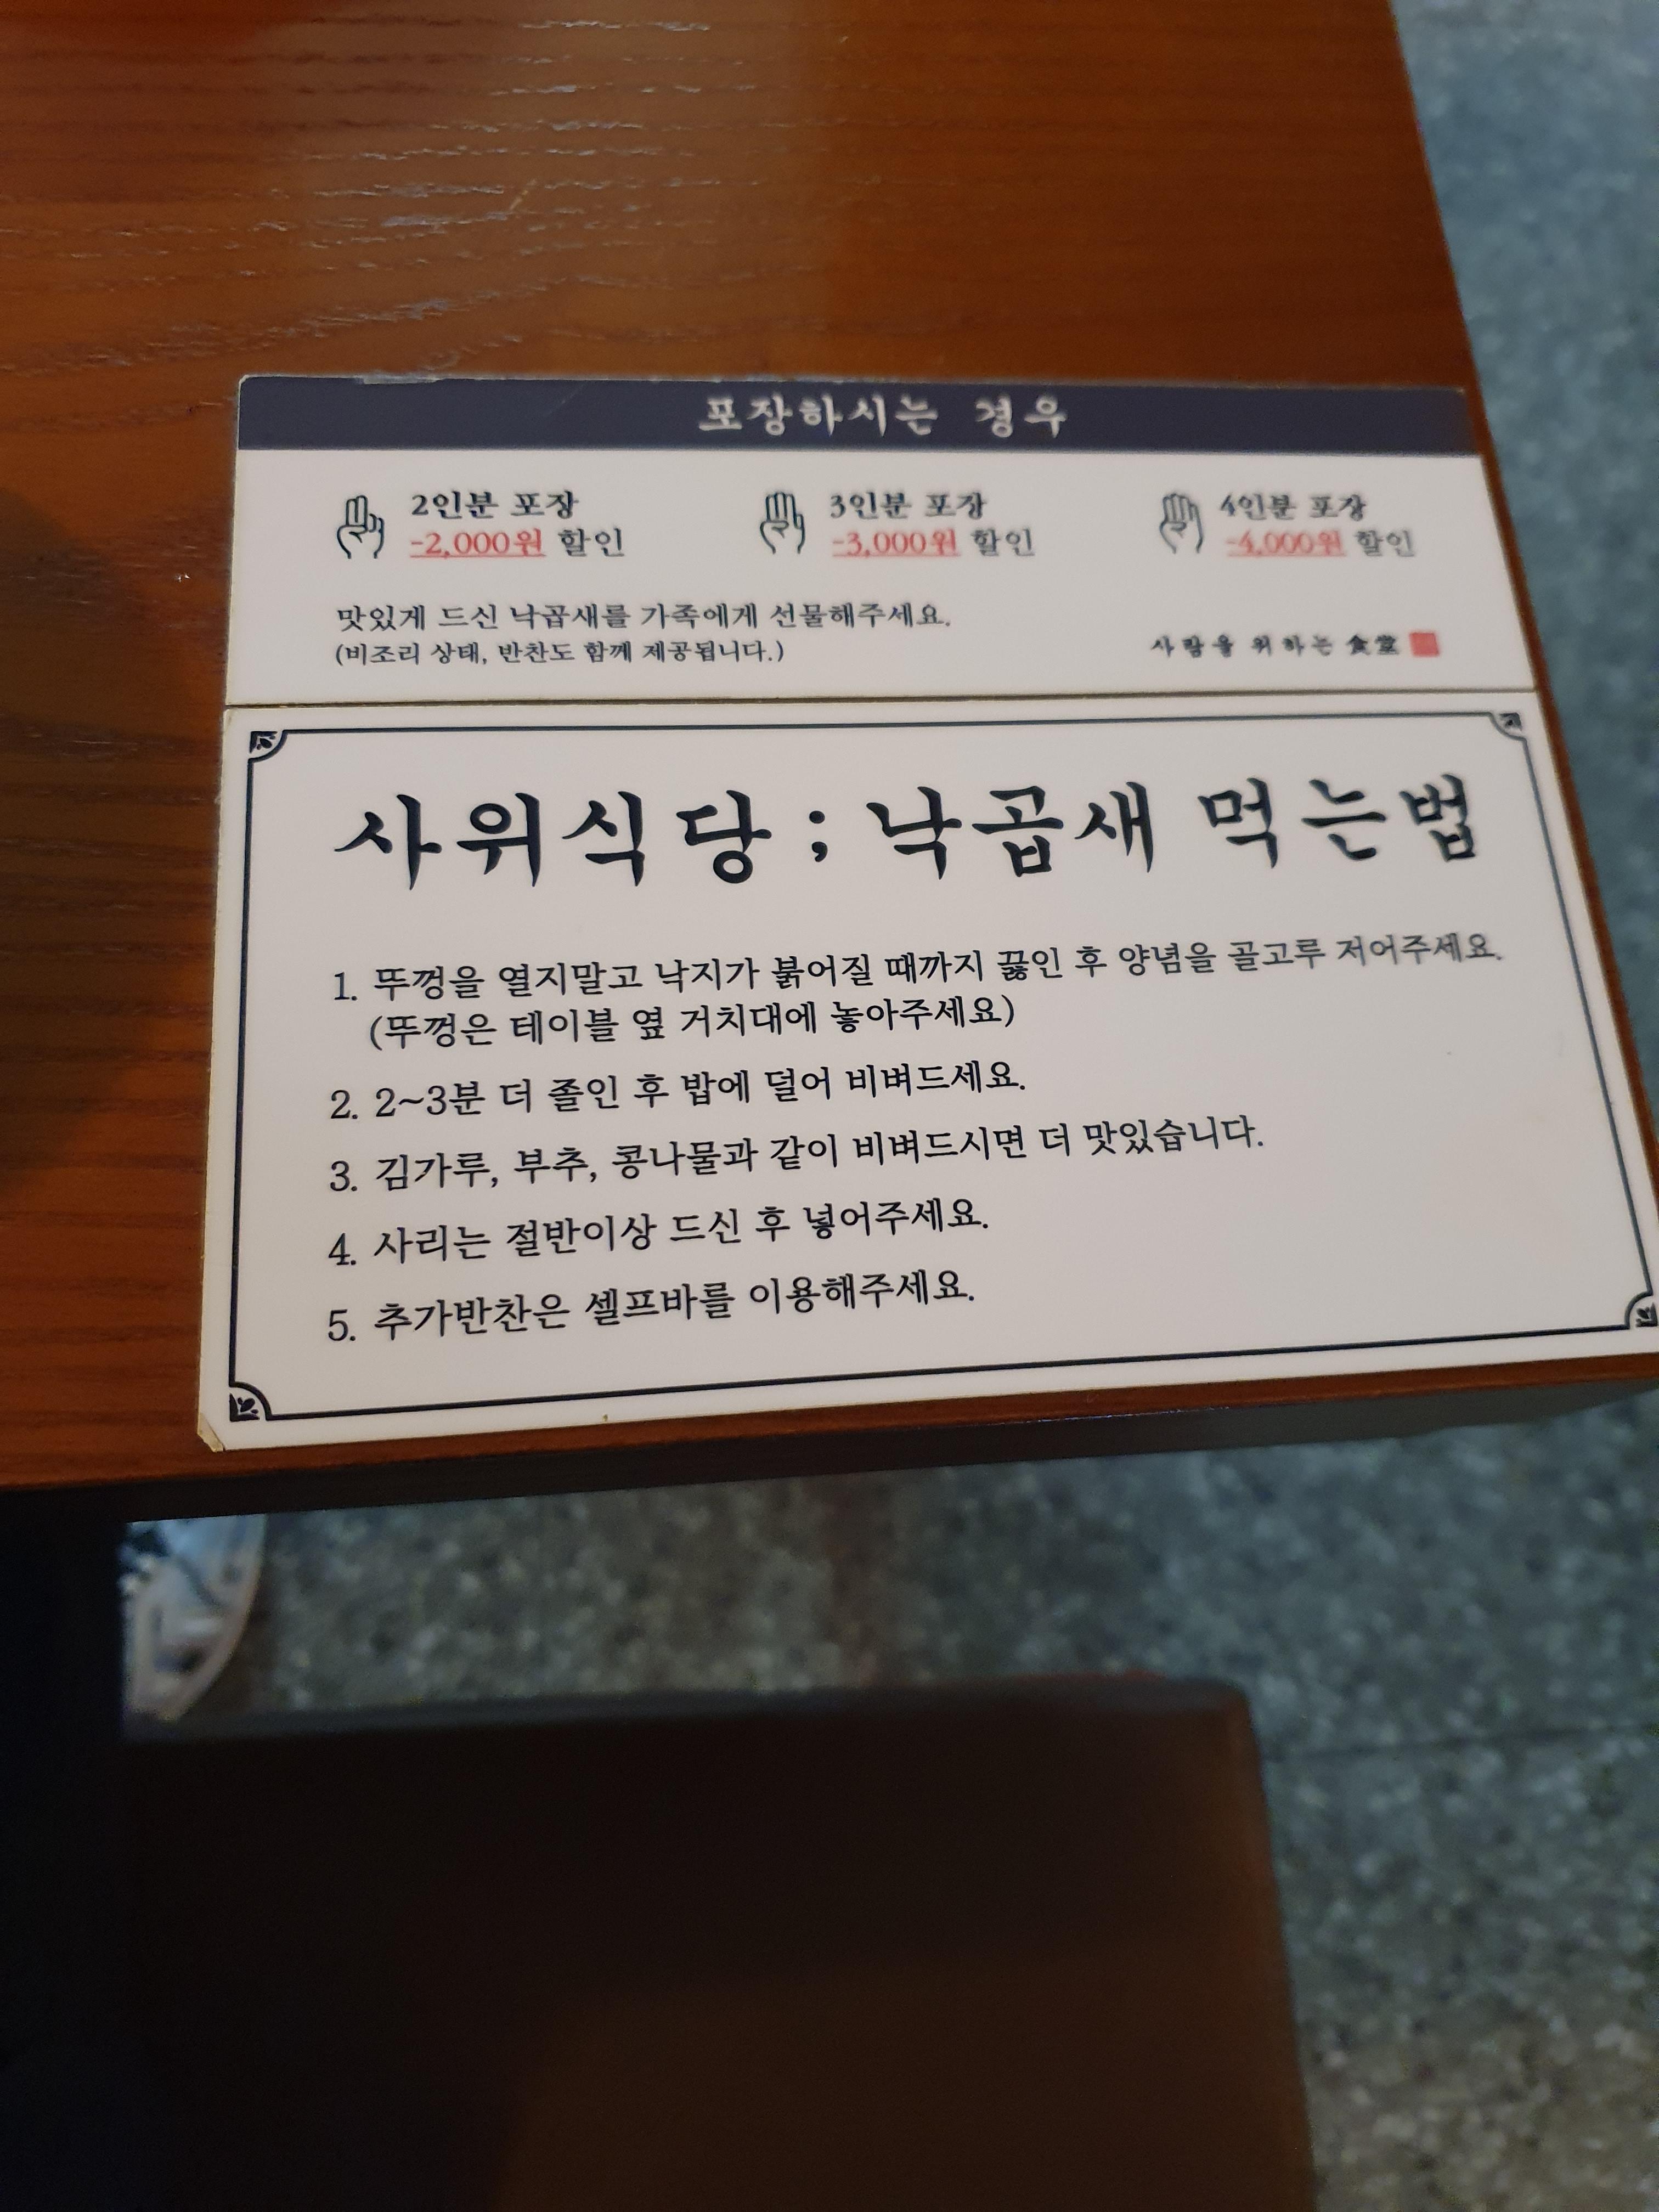 포장하시는 경우
2인분 포장
-2,000원 할인
3인분 포장
-3,000원 할인
4인분 포장
-4,000원 할인
맛있게 드신 낙곱새를 가족에게 선물해주세요.
(비조리 상태, 반찬도 함께 제공됩니다.)
사람을 위하는 食堂
사위식당 ; 낙곱새 먹는법
1. 뚜껑을 열지말고 낙지가 붉어질 때까지 끓인 후 양념을 골고루 저어주세요.
(뚜껑은 테이블 옆 거치대에 놓아주세요)
2. 2~3분 더 졸인 후 밥에 덜어 비벼드세요.
3. 김가루, 부추, 콩나물과 같이 비벼드시면 더 맛있습니다.
4. 사리는 절반이상 드신 후 넣어주세요.
5. 추가반찬은 셀프바를 이용해주세요.